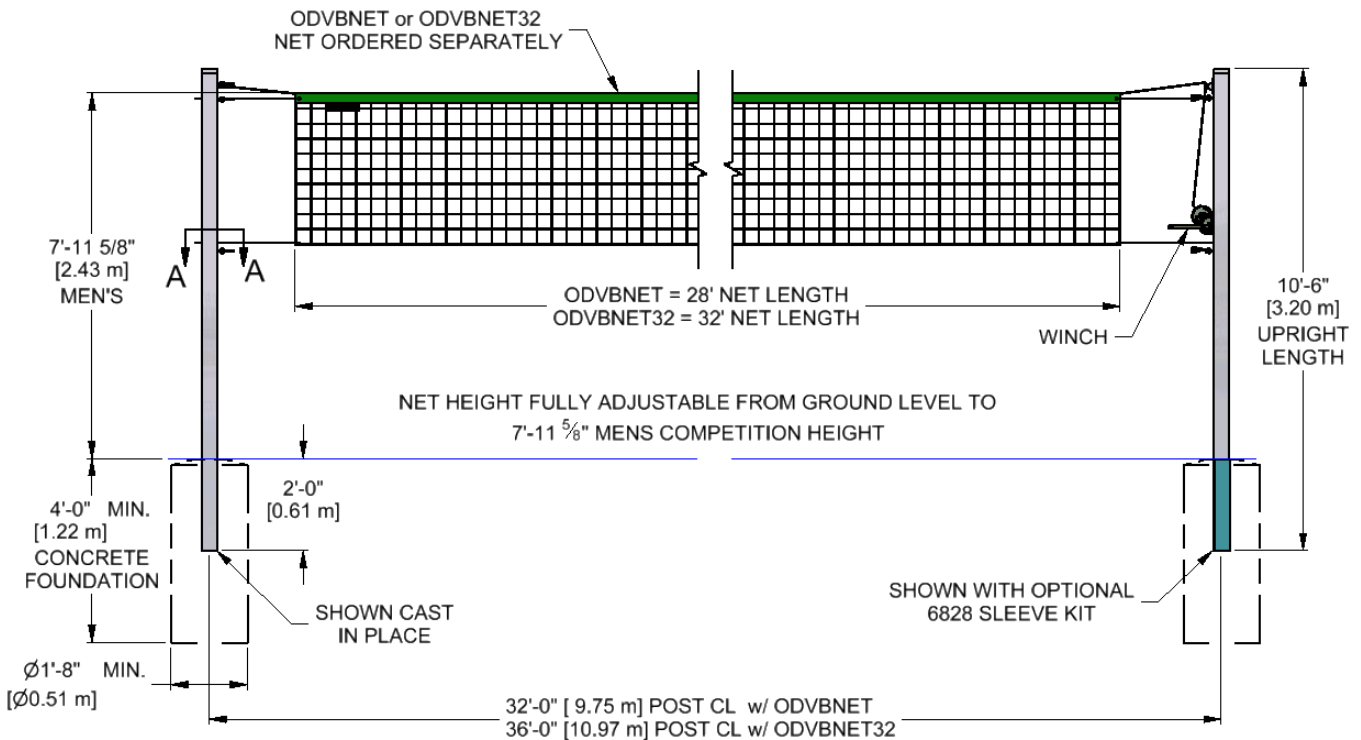 ODVBNET or ODVBNET32
NET ORDERED SEPARATELY
7'-11 5/8"
[2.43 m]
MEN'S
A
A
ODVBNET = 28' NET LENGTH
ODVBNET32 = 32' NET LENGTH
WINCH
10'-6"
[3.20 m]
UPRIGHT
LENGTH
NET HEIGHT FULLY ADJUSTABLE FROM GROUND LEVEL TO
7'-11 ⅝" MENS COMPETITION HEIGHT
4'-0" MIN.
[1.22 m]
CONCRETE
FOUNDATION
2'-0"
[0.61 m]
SHOWN CAST
IN PLACE
SHOWN WITH OPTIONAL
6828 SLEEVE KIT
Ø1'-8" MIN.
[Ø0.51 m]
32'-0" [ 9.75 m] POST CL w/ ODVBNET
36'-0" [10.97 m] POST CL w/ ODVBNET32